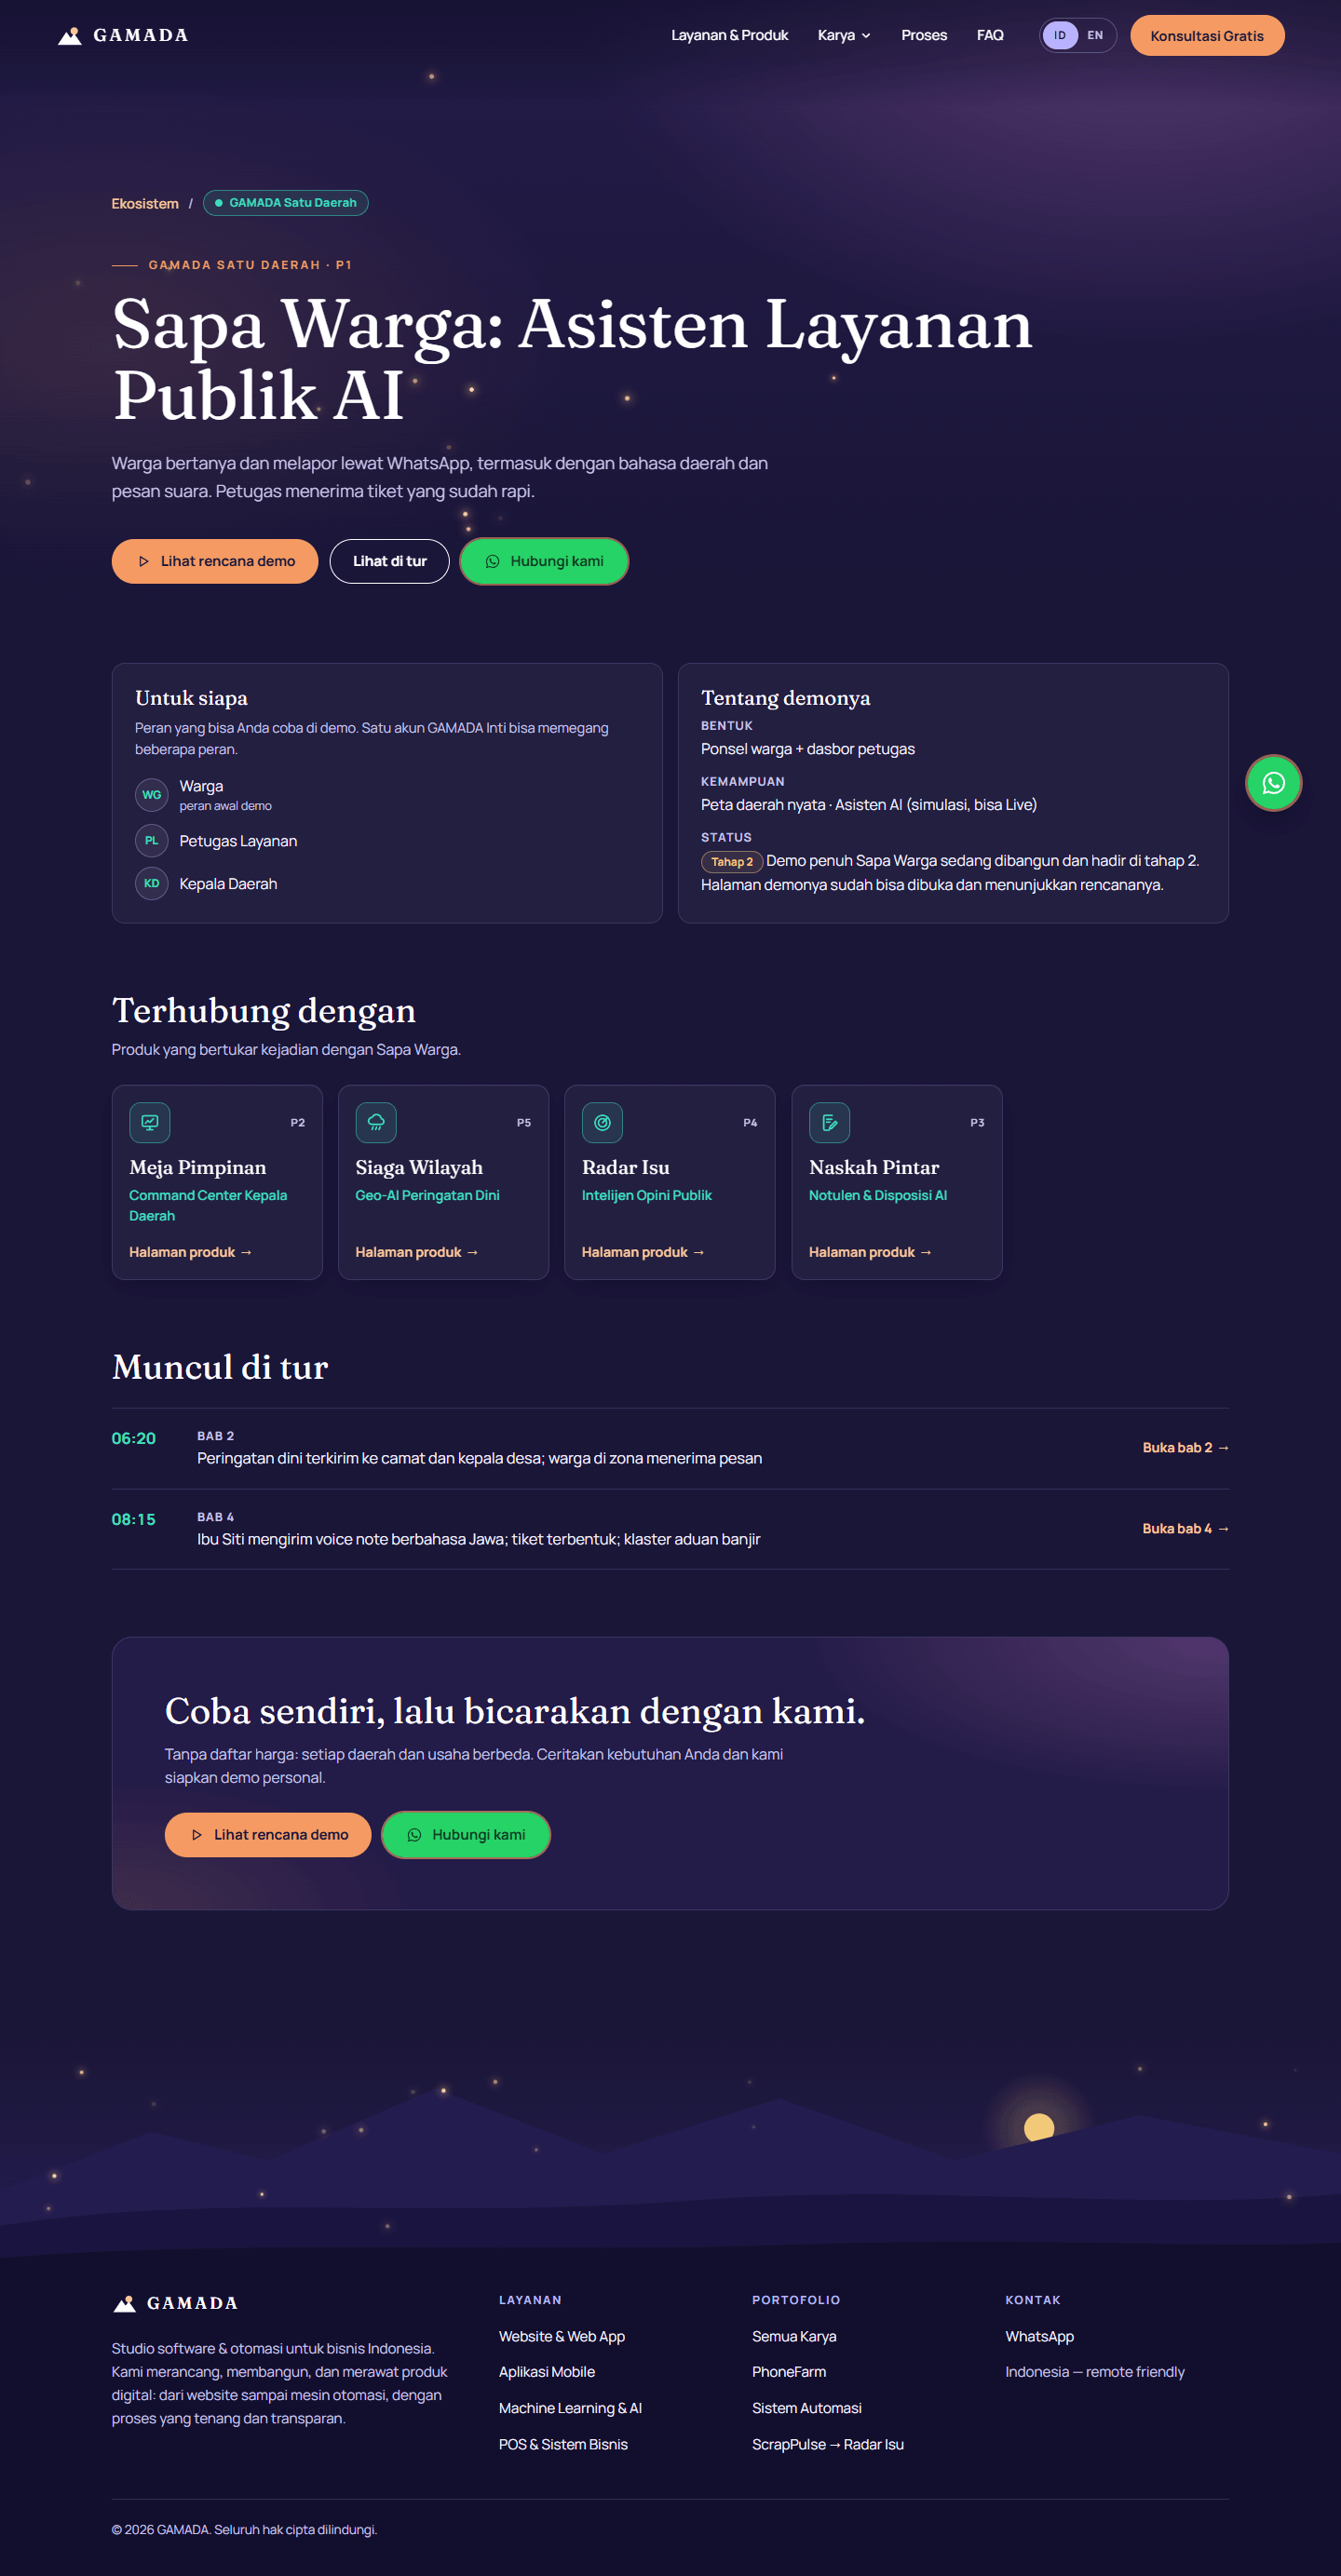 GAMADA
Layanan & Produk
Karya
Proses
FAQ
ID
EN
Konsultasi Gratis
Ekosistem / GAMADA Satu Daerah
GAMADA SATU DAERAH · P1
Sapa Warga: Asisten Layanan
Publik AI
Warga bertanya dan melapor lewat WhatsApp, termasuk dengan bahasa daerah dan
pesan suara. Petugas menerima tiket yang sudah rapi.
Lihat rencana demo
Lihat di tur
Hubungi kami
Untuk siapa
Peran yang bisa Anda coba di demo. Satu akun GAMADA Inti bisa memegang
beberapa peran.
WG
Warga
peran awal demo
PL
Petugas Layanan
KD
Kepala Daerah
Tentang demonya
BENTUK
Ponsel warga + dasbor petugas
KEMAMPUAN
Peta daerah nyata · Asisten AI (simulasi, bisa Live)
STATUS
Tahap 2 Demo penuh Sapa Warga sedang dibangun dan hadir di tahap 2.
Halaman demonya sudah bisa dibuka dan menunjukkan rencananya.
Terhubung dengan
Produk yang bertukar kejadian dengan Sapa Warga.
P2
Meja Pimpinan
Command Center Kepala
Daerah
Halaman produk →
P5
Siaga Wilayah
Geo-AI Peringatan Dini
Halaman produk →
P4
Radar Isu
Intelijen Opini Publik
Halaman produk →
P3
Naskah Pintar
Notulen & Disposisi AI
Halaman produk →
Muncul di tur
06:20
BAB 2
Peringatan dini terkirim ke camat dan kepala desa; warga di zona menerima pesan
Buka bab 2 →
08:15
BAB 4
Ibu Siti mengirim voice note berbahasa Jawa; tiket terbentuk; klaster aduan banjir
Buka bab 4 →
Coba sendiri, lalu bicarakan dengan kami.
Tanpa daftar harga: setiap daerah dan usaha berbeda. Ceritakan kebutuhan Anda dan kami
siapkan demo personal.
Lihat rencana demo
Hubungi kami
GAMADA
Studio software & otomasi untuk bisnis Indonesia.
Kami merancang, membangun, dan merawat produk
digital: dari website sampai mesin otomasi, dengan
proses yang tenang dan transparan.
LAYANAN
Website & Web App
Aplikasi Mobile
Machine Learning & AI
POS & Sistem Bisnis
PORTOFOLIO
Semua Karya
PhoneFarm
Sistem Automasi
ScrapPulse → Radar Isu
KONTAK
WhatsApp
Indonesia — remote friendly
© 2026 GAMADA. Seluruh hak cipta dilindungi.